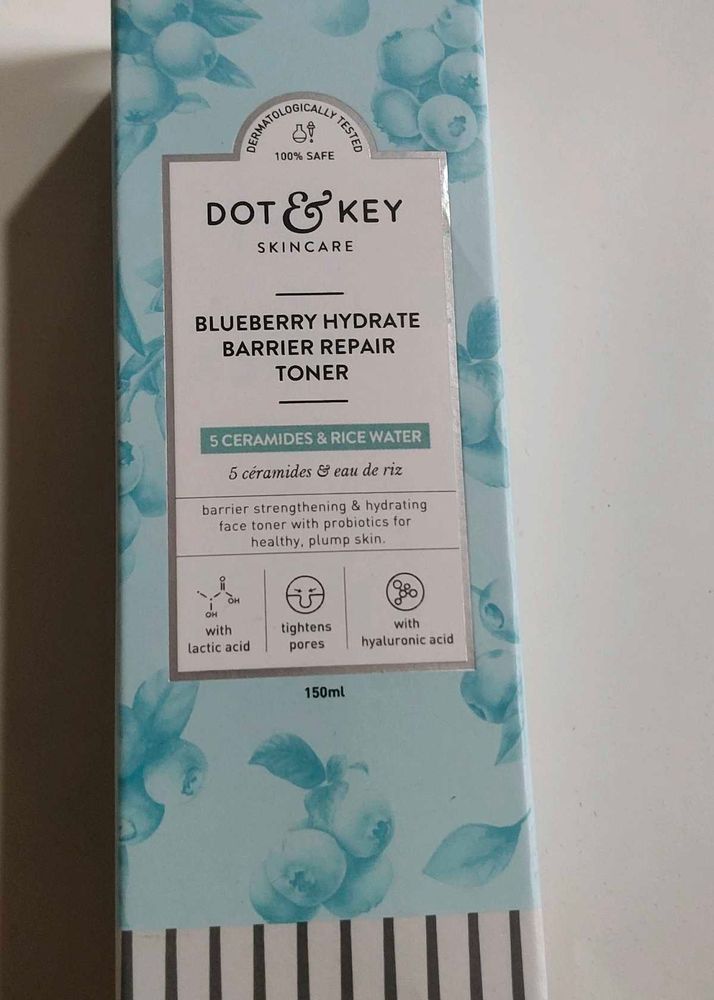 DERMATOLOGICALLY TESTED
100% SAFE
DOT & KEY
SKINCARE
BLUEBERRY HYDRATE
BARRIER REPAIR
TONER
5 CERAMIDES & RICE WATER
5 céramides & eau de riz
barrier strengthening & hydrating
face toner with probiotics for
healthy, plump skin.
O
OH
OH
with
lactic acid
tightens
pores
with
hyaluronic acid
150ml